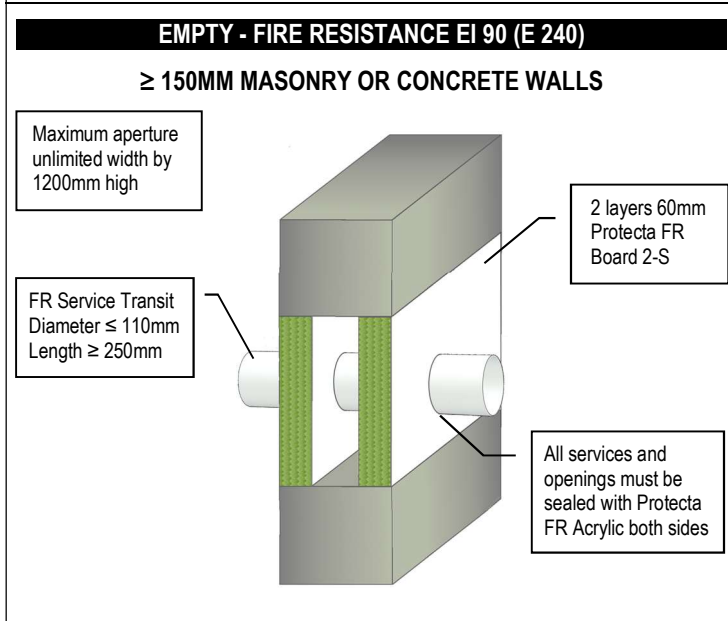 EMPTY - FIRE RESISTANCE EI 90 (E 240)
≥ 150MM MASONRY OR CONCRETE WALLS
Maximum aperture
unlimited width by
1200mm high
2 layers 60mm
Protecta FR
Board 2-S
FR Service Transit
Diameter ≤ 110mm
Length ≥ 250mm
All services and
openings must be
sealed with Protecta
FR Acrylic both sides